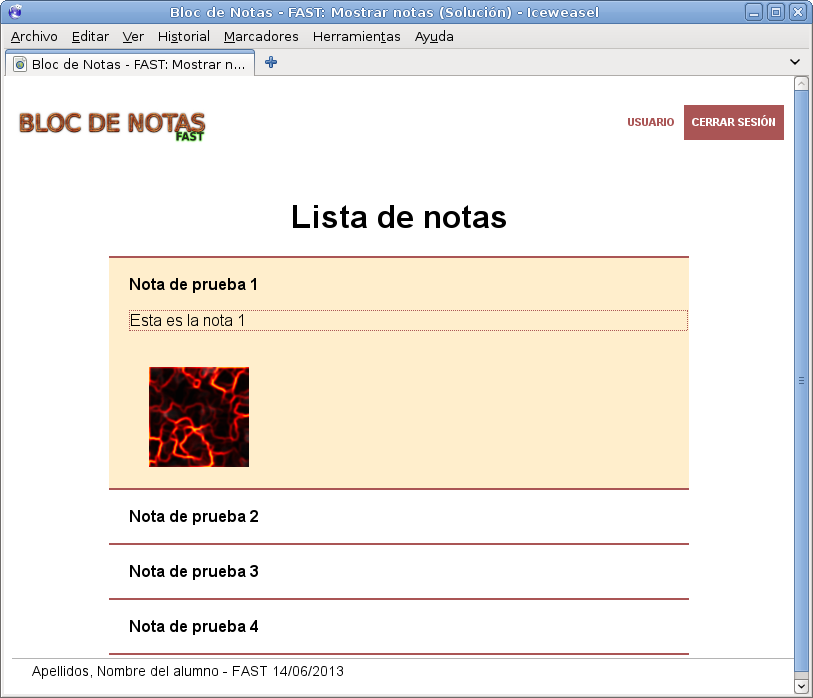 Bloc de Notas - FAST: Mostrar notas (Solución) - Iceweasel
Archivo Editar Ver Historial Marcadores Herramientas Ayuda
Bloc de Notas - FAST: Mostrar n...
BLOC DE NOTAS
FAST
USUARIO CERRAR SESIÓN
Lista de notas
Nota de prueba 1
Esta es la nota 1
Nota de prueba 2
Nota de prueba 3
Nota de prueba 4
Apellidos, Nombre del alumno - FAST 14/06/2013